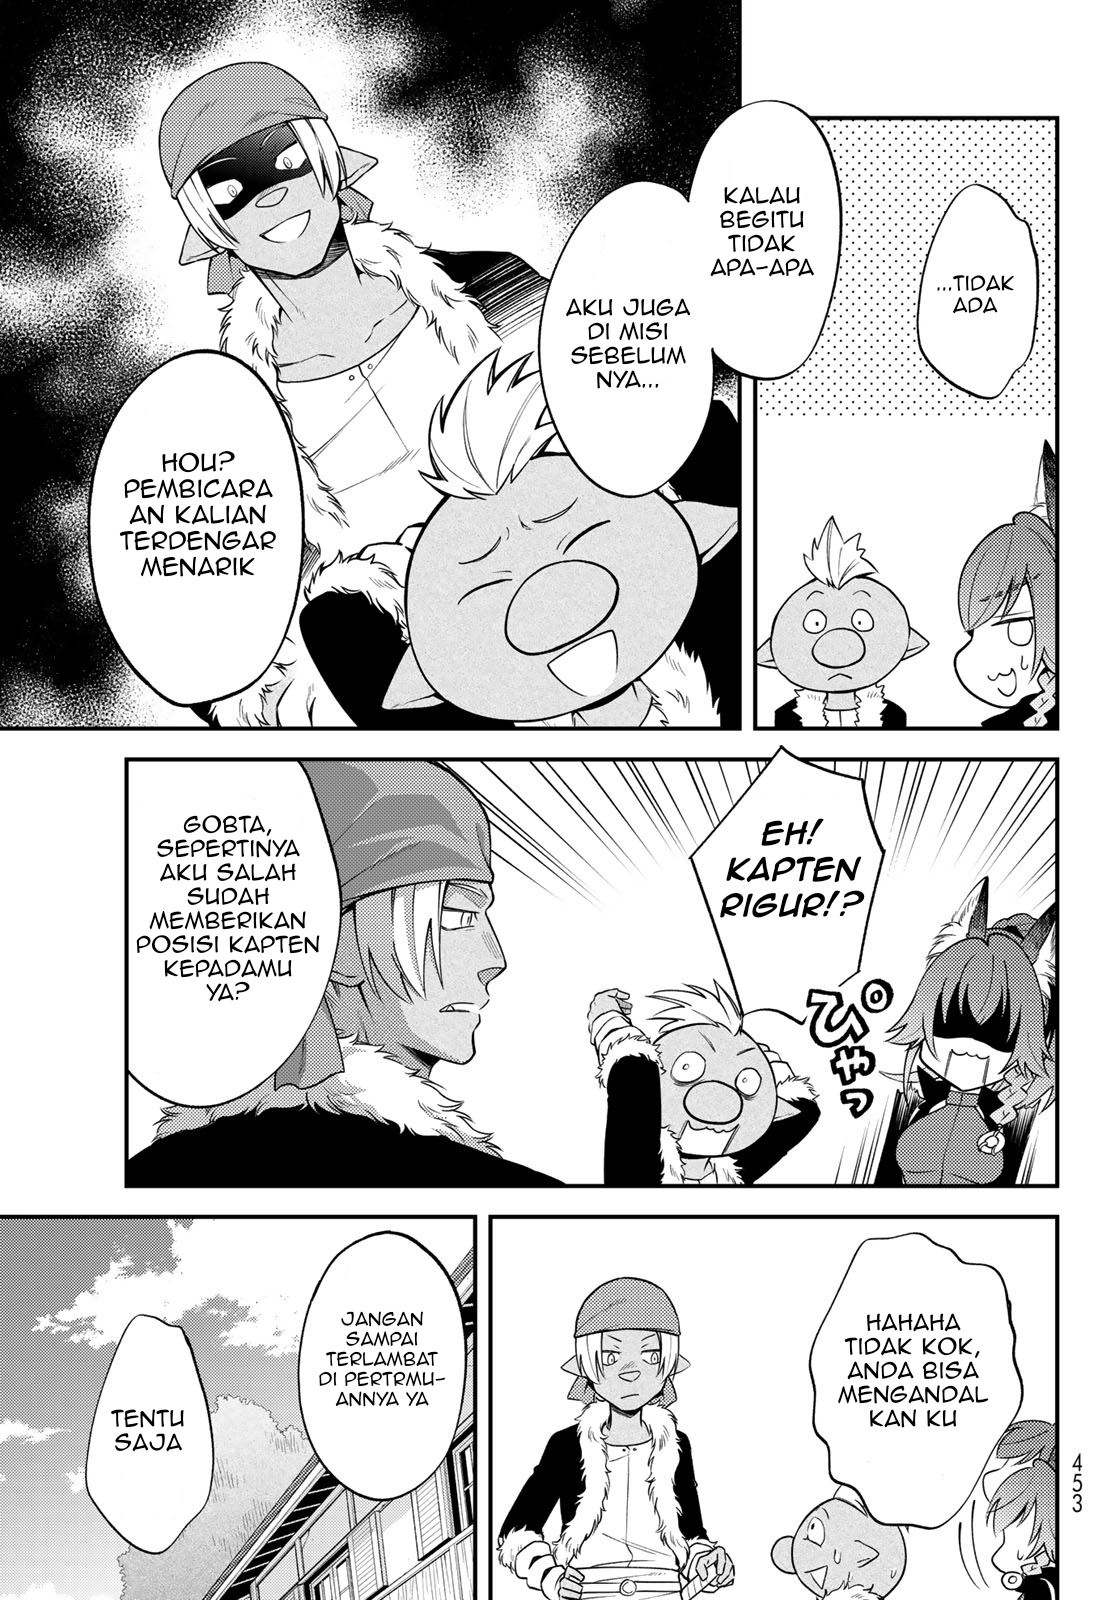 ...TIDAK
ADA
KALAU
BEGITU
TIDAK
APA-APA
AKU JUGA
DI MISI
SEBELUM
NYA...
HOU?
PEMBICARA
AN KALIAN
TERDENGAR
MENARIK
EH!
KAPTEN
RIGUR!?
ぴゃっ
GOBTA,
SEPERTINYA
AKU SALAH
SUDAH
MEMBERIKAN
POSISI KAPTEN
KEPADAMU
YA?
HAHAHA
TIDAK KOK,
ANDA BISA
MENGANDAL
KAN KU
JANGAN
SAMPAI
TERLAMBAT
DI PERTRMU-
ANNYA YA
TENTU
SAJA
453